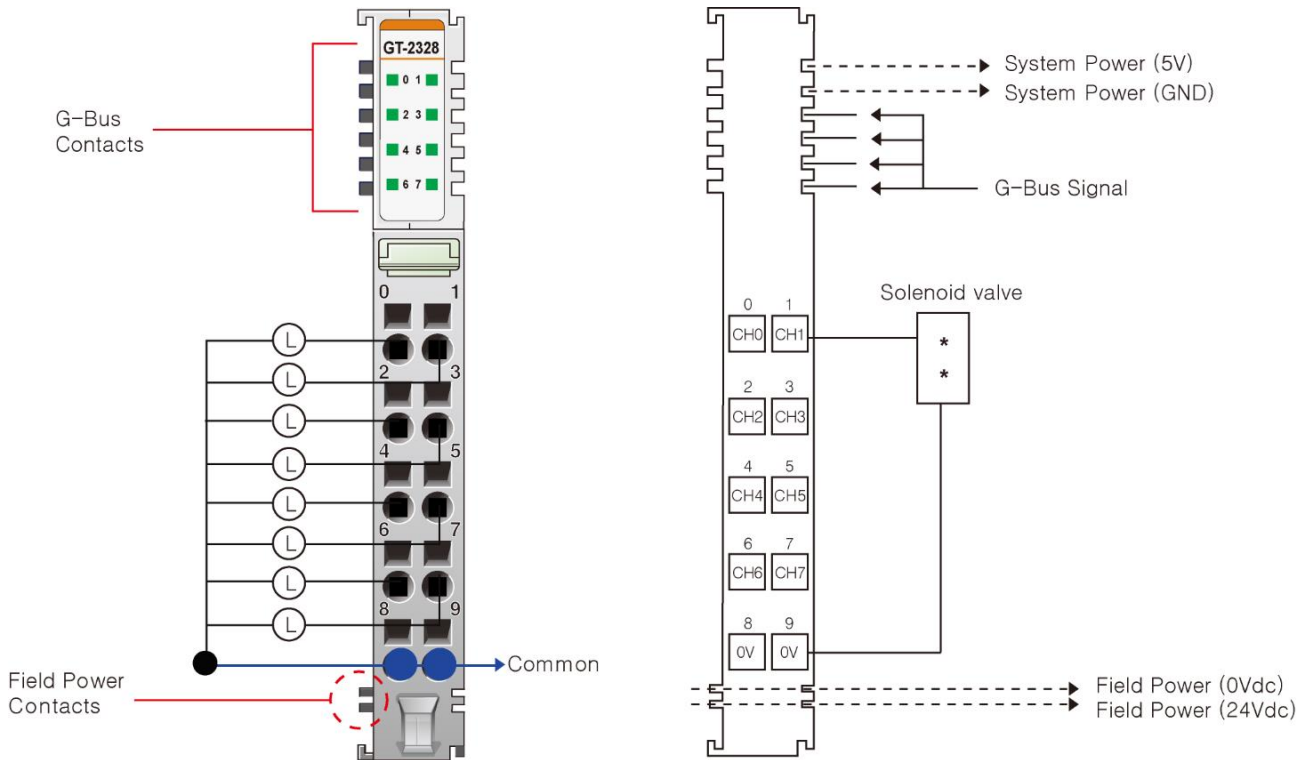 GT-2328
0 1
2 3
4 5
6 7
G-Bus
Contacts
0 1
2 3
4 5
6 7
8 9
L
L
L
L
L
L
L
L
Common
Field Power
Contacts
System Power (5V)
System Power (GND)
G-Bus Signal
Solenoid valve
* 
*
0 1
CH0 CH1
2 3
CH2 CH3
4 5
CH4 CH5
6 7
CH6 CH7
8 9
0V 0V
Field Power (0Vdc)
Field Power (24Vdc)